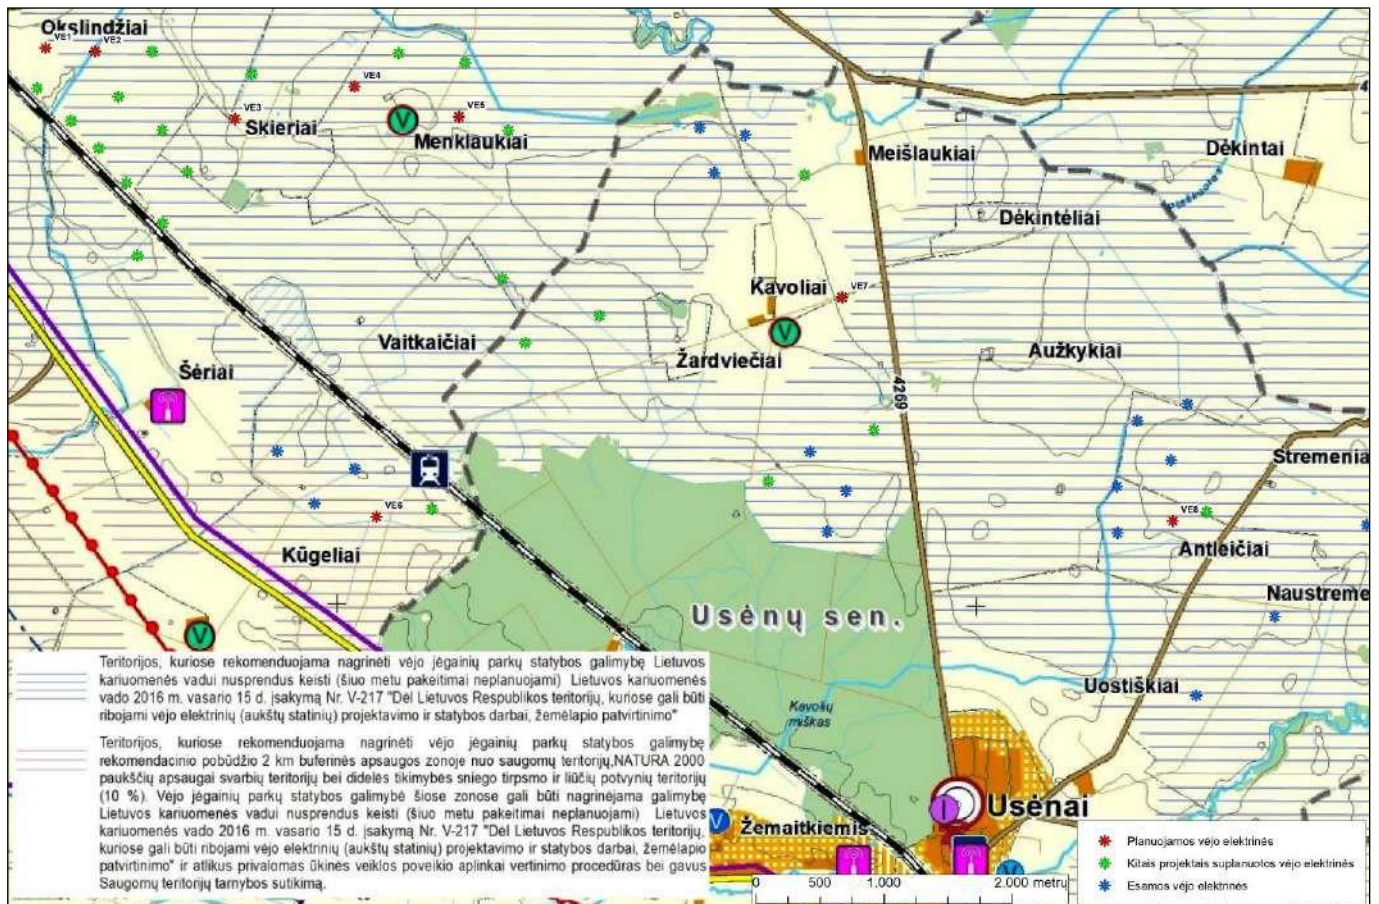 Okslindžiai
VE1
VE2
VE4
VE3
VE5
Skieriai
Menklaukiai
V
Meišlaukiai
Dėkintai
Dėkintėliai
Kavoliai
VE7
V
Žardviečiai
Vaitkaičiai
Šėriai
Aužkykiai
4269
Stremenia
VE6
VE8
Kūgeliai
Antleičiai
Naustreme
V
Usėnų sen.
Uostiškiai
Kavolių
miškas
Teritorijos, kuriose rekomenduojama nagrinėti vėjo jėgainių parkų statybos galimybę Lietuvos
kariuomenės vadui nusprendus keisti (šiuo metu pakeitimai neplanuojami) Lietuvos kariuomenės
vado 2016 m. vasario 15 d. įsakymą Nr. V-217 "Dėl Lietuvos Respublikos teritorijų, kuriose gali būti
ribojami vėjo elektrinių (aukštų statinių) projektavimo ir statybos darbai, žemėlapio patvirtinimo"
Teritorijos, kuriose rekomenduojama nagrinėti vėjo jėgainių parkų statybos galimybę
rekomendacinio pobūdžio 2 km buferinės apsaugos zonoje nuo saugomų teritorijų,NATURA 2000
paukščių apsaugai svarbių teritorijų bei didelės tikimybės sniego tirpsmo ir liūčių potvynių teritorijų
(10 %). Vėjo jėgainių parkų statybos galimybė šiose zonose gali būti nagrinėjama galimybę
Lietuvos kariuomenės vadui nusprendus keisti (šiuo metu pakeitimai neplanuojami) Lietuvos
kariuomenės vado 2016 m. vasario 15 d. įsakymą Nr. V-217 "Dėl Lietuvos Respublikos teritorijų,
kuriose gali būti ribojami vėjo elektrinių (aukštų statinių) projektavimo ir statybos darbai, žemėlapio
patvirtinimo" ir atlikus privalomas ūkinės veiklos poveikio aplinkai vertinimo procedūras bei gavus
Saugomų teritorijų tarnybos sutikimą.
I
Usėnai
V
Žemaitkiemis
V
0 500 1.000 2.000 metrų
Planuojamos vėjo elektrinės
Kitais projektais suplanuotos vėjo elektrinės
Esamos vėjo elektrinės